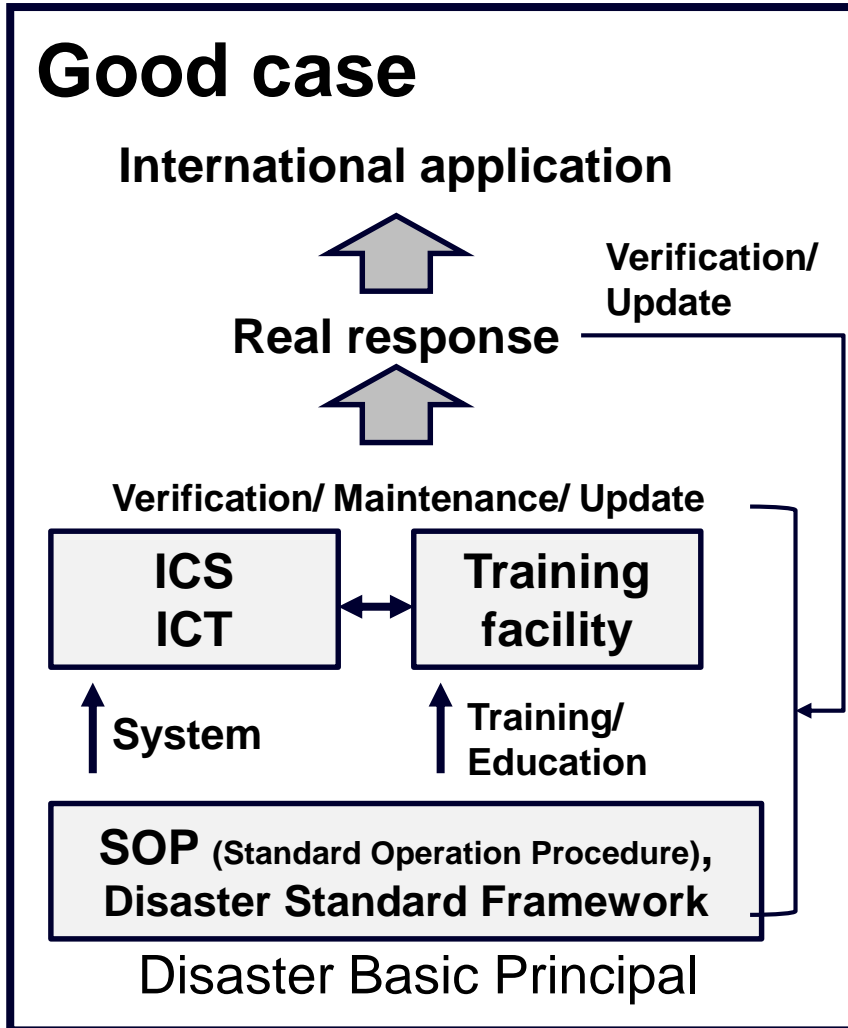 Good case
International application
Verification/
Update
Real response
Verification/ Maintenance/ Update
ICS
ICT
Training
facility
System
Training/
Education
SOP (Standard Operation Procedure),
Disaster Standard Framework
Disaster Basic Principal